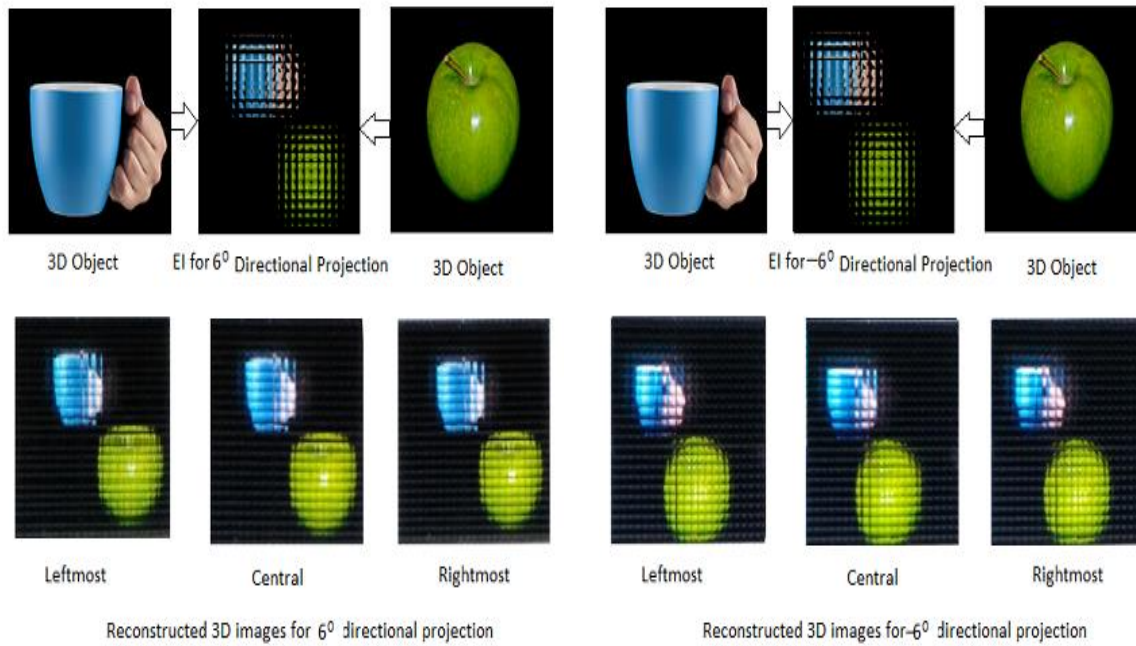 3D Object
EI for 6⁰ Directional Projection
3D Object
3D Object
EI for–6⁰ Directional Projection
3D Object
Leftmost
Central
Rightmost
Leftmost
Central
Rightmost
Reconstructed 3D images for 6⁰ directional projection
Reconstructed 3D images for–6⁰ directional projection